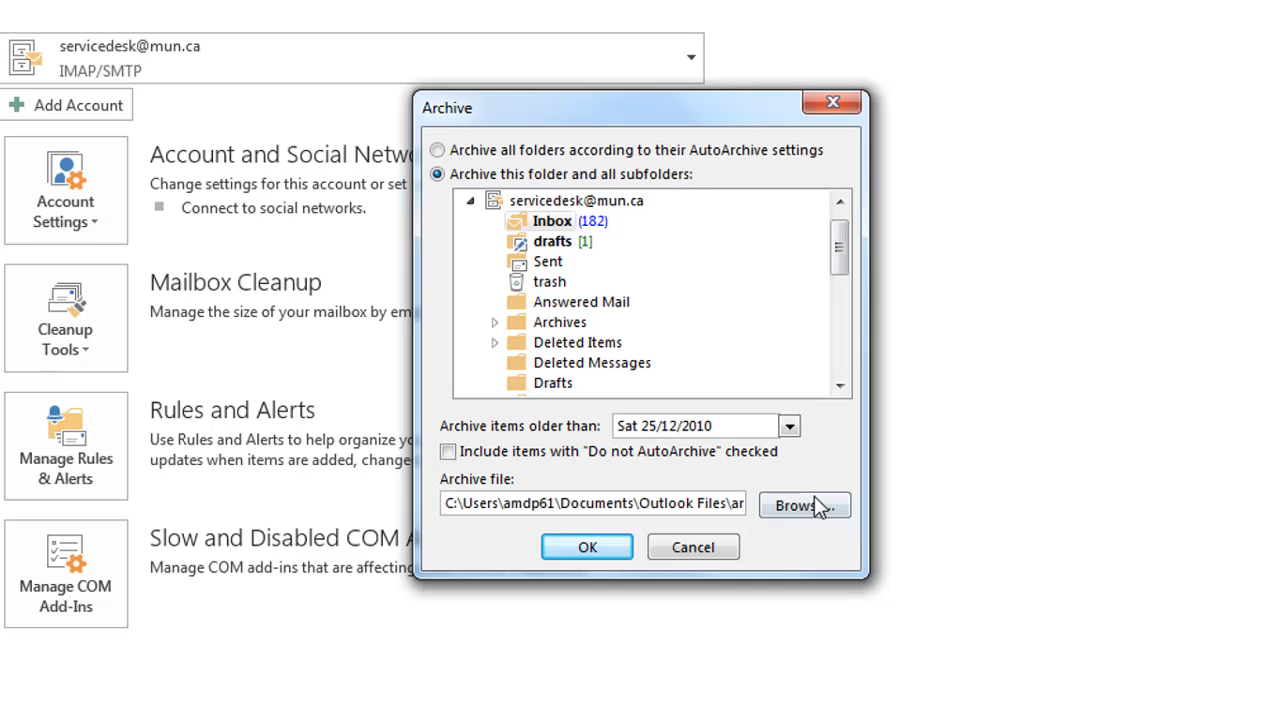 servicedesk@mun.ca
IMAP/SMTP
Add Account
Account Settings
Account and Social Netwo
Change settings for this account or set
Connect to social networks.
Cleanup Tools
Mailbox Cleanup
Manage the size of your mailbox by em
Manage Rules & Alerts
Rules and Alerts
Use Rules and Alerts to help organize yo
updates when items are added, change
Manage COM Add-Ins
Slow and Disabled COM A
Manage COM add-ins that are affecting
Archive
Archive all folders according to their AutoArchive settings
Archive this folder and all subfolders:
servicedesk@mun.ca
Inbox (182)
drafts [1]
Sent
trash
Answered Mail
Archives
Deleted Items
Deleted Messages
Drafts
Archive items older than: Sat 25/12/2010
Include items with "Do not AutoArchive" checked
Archive file:
C:\Users\amdp61\Documents\Outlook Files\ar
Brows...
OK
Cancel